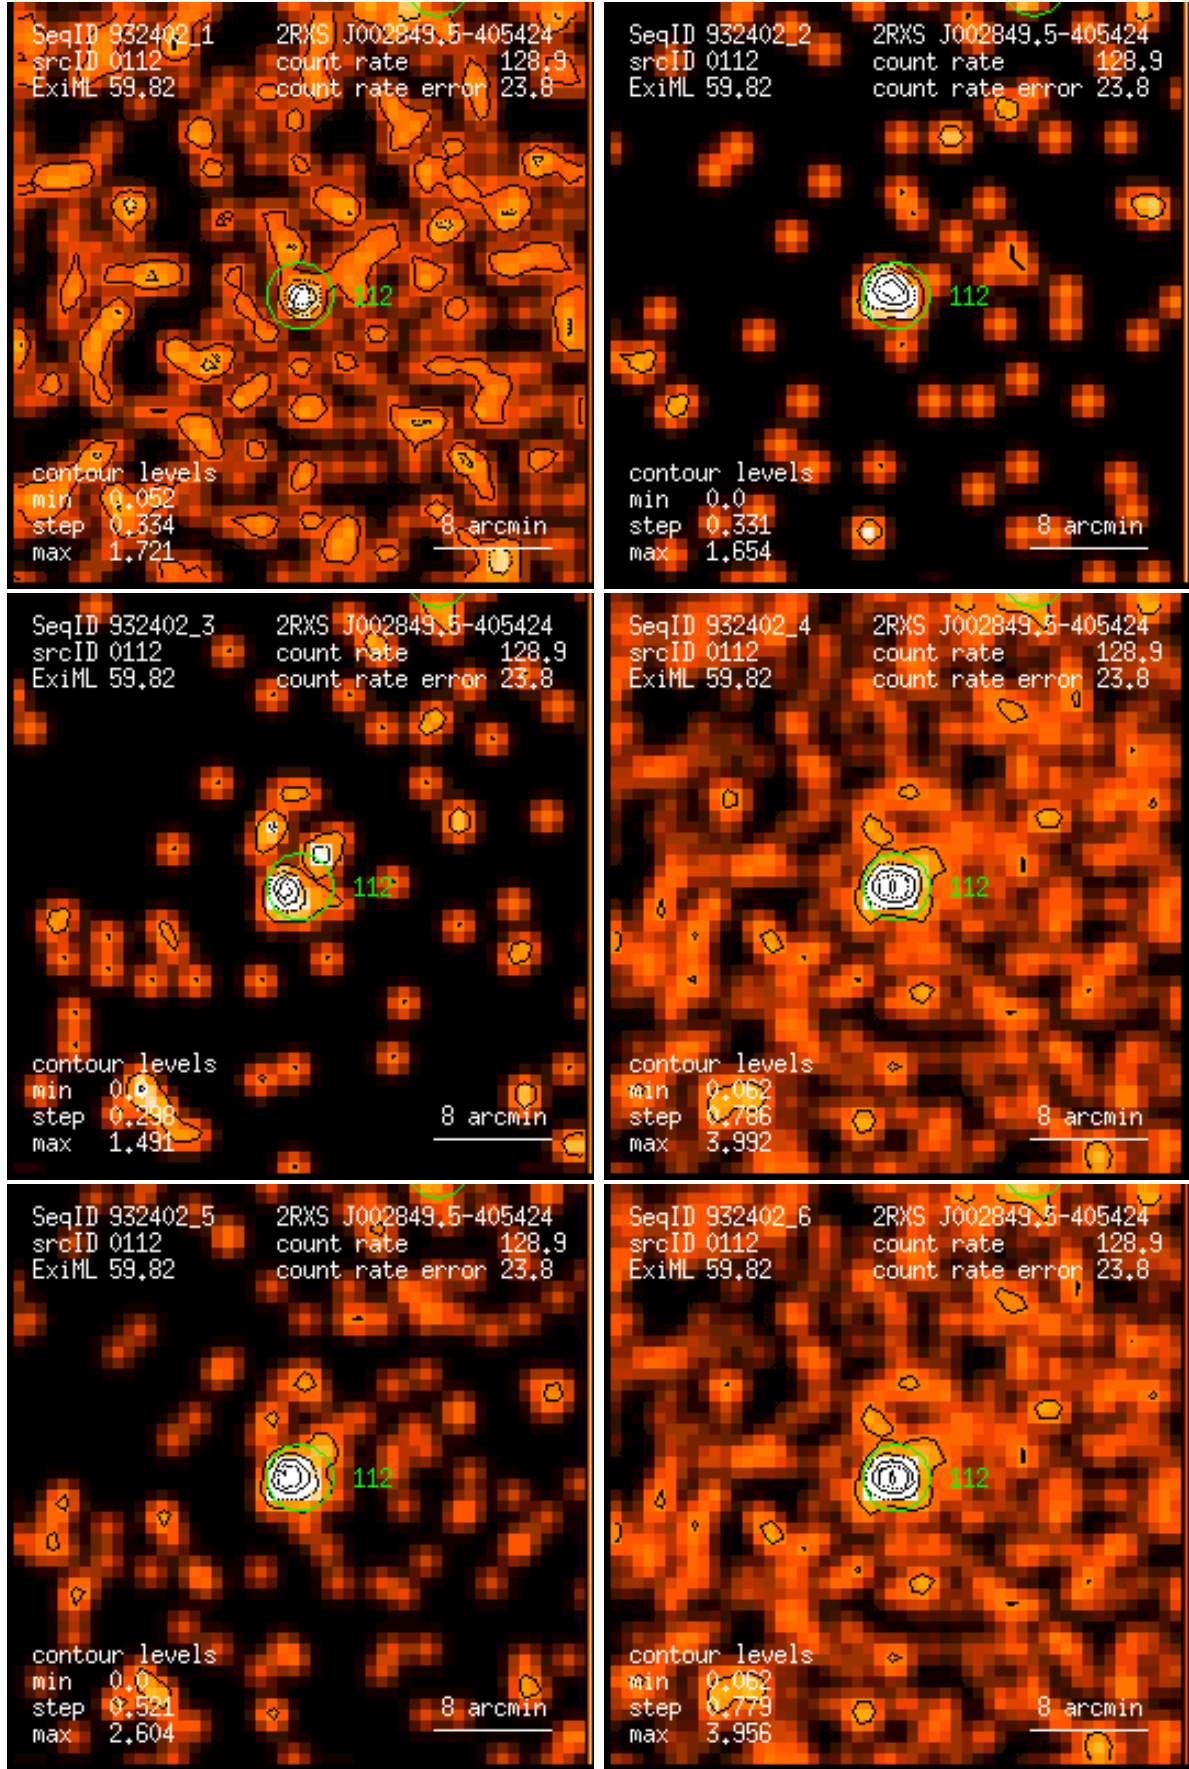 SeqID 932402_1 2RXS J002849.5-405424
srcID 0112 count rate 128.9
ExiML 59.82 count rate error 23.8
112
contour levels
min 0.052
step 0.334 8 arcmin
max 1.721
SeqID 932402_2 2RXS J002849.5-405424
srcID 0112 count rate 128.9
ExiML 59.82 count rate error 23.8
112
contour levels
min 0.0
step 0.331 8 arcmin
max 1.654
SeqID 932402_3 2RXS J002849.5-405424
srcID 0112 count rate 128.9
ExiML 59.82 count rate error 23.8
112
contour levels
min 0.0
step 0.298 8 arcmin
max 1.491
SeqID 932402_4 2RXS J002849.5-405424
srcID 0112 count rate 128.9
ExiML 59.82 count rate error 23.8
112
contour levels
min 0.062
step 0.786 8 arcmin
max 3.992
SeqID 932402_5 2RXS J002849.5-405424
srcID 0112 count rate 128.9
ExiML 59.82 count rate error 23.8
112
contour levels
min 0.0
step 0.521 8 arcmin
max 2.604
SeqID 932402_6 2RXS J002849.5-405424
srcID 0112 count rate 128.9
ExiML 59.82 count rate error 23.8
112
contour levels
min 0.062
step 0.779 8 arcmin
max 3.956